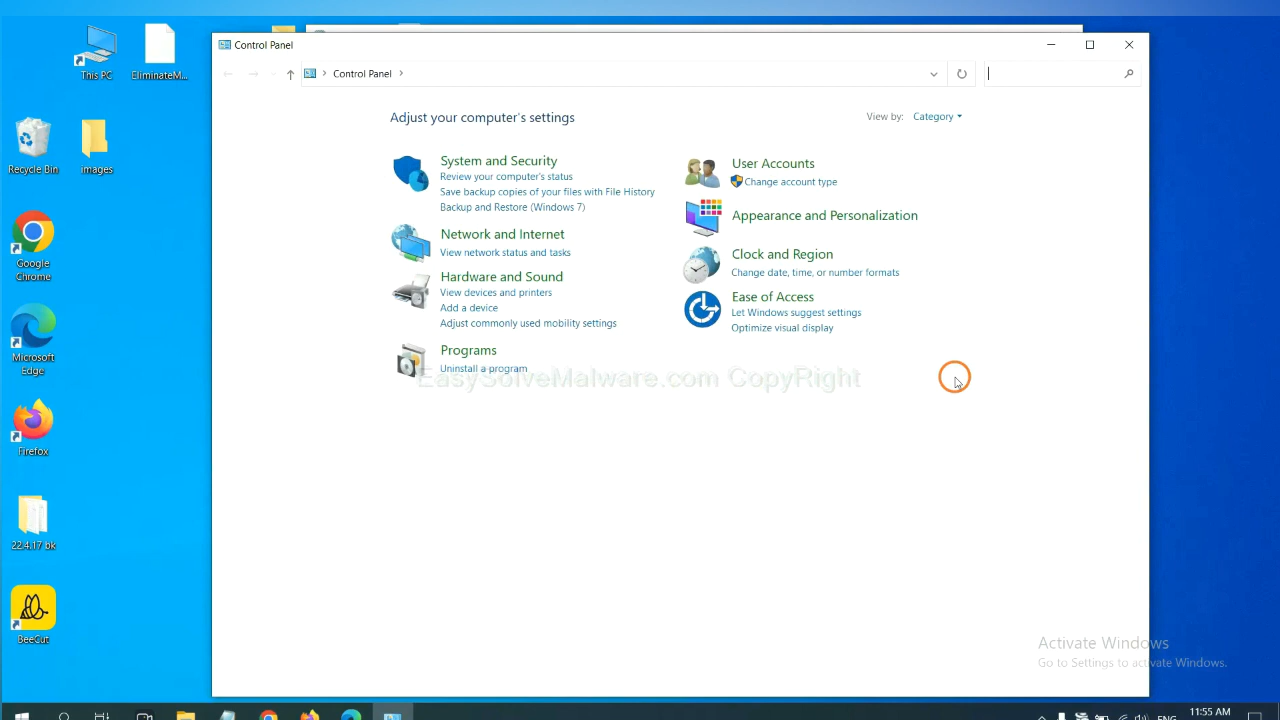 This PC
EliminateM...
Recycle Bin
images
Google
Chrome
Microsoft
Edge
Firefox
22.4.17 bk
BeeCut
Control Panel
Control Panel
Adjust your computer's settings
View by: Category
System and Security
Review your computer's status
Save backup copies of your files with File History
Backup and Restore (Windows 7)
Network and Internet
View network status and tasks
Hardware and Sound
View devices and printers
Add a device
Adjust commonly used mobility settings
Programs
Uninstall a program
User Accounts
Change account type
Appearance and Personalization
Clock and Region
Change date, time, or number formats
Ease of Access
Let Windows suggest settings
Optimize visual display
EasySolveMalware.com CopyRight
Activate Windows
Go to Settings to activate Windows.
ENG
11:55 AM